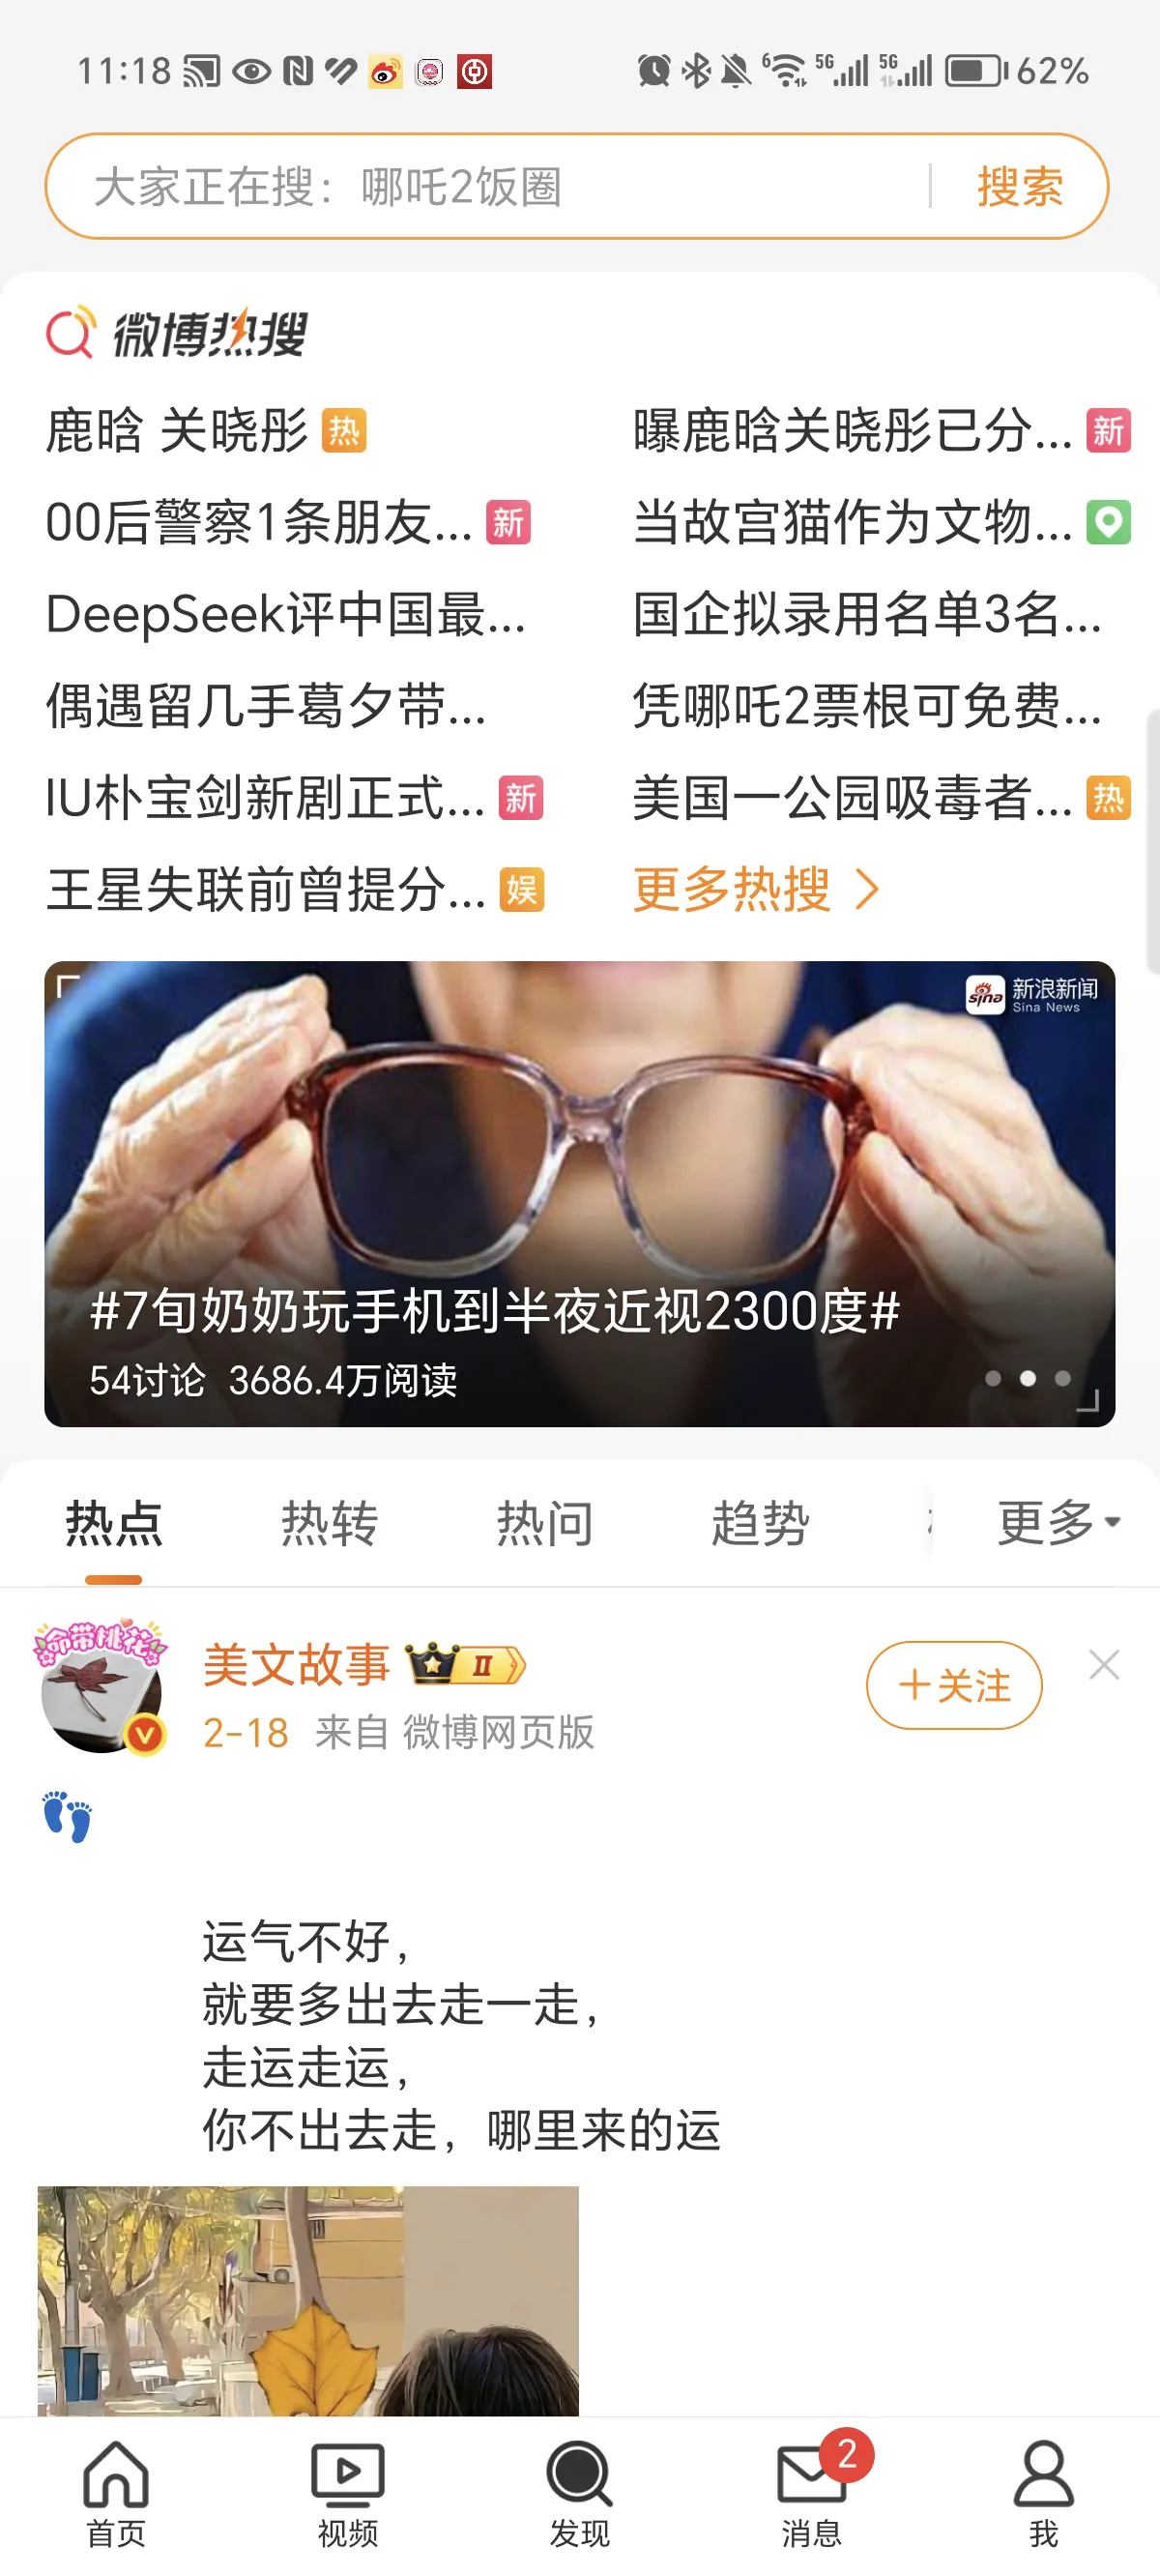 11:18
6 5G 5G 62%
大家正在搜：哪吒2饭圈 搜索
微博热搜
鹿晗 关晓彤 热
曝鹿晗关晓彤已分... 新
00后警察1条朋友... 新
当故宫猫作为文物...
DeepSeek评中国最...
国企拟录用名单3名...
偶遇留几手葛夕带...
凭哪吒2票根可免费...
IU朴宝剑新剧正式... 新
美国一公园吸毒者... 热
王星失联前曾提分... 娱
更多热搜
sina 新浪新闻
Sina News
#7旬奶奶玩手机到半夜近视2300度#
54讨论 3686.4万阅读
热点 热转 热问 趋势 更多
命带桃花
美文故事 II
+关注
2-18 来自 微博网页版
运气不好，
就要多出去走一走，
走运走运，
你不出去走，哪里来的运
2
首页 视频 发现 消息 我